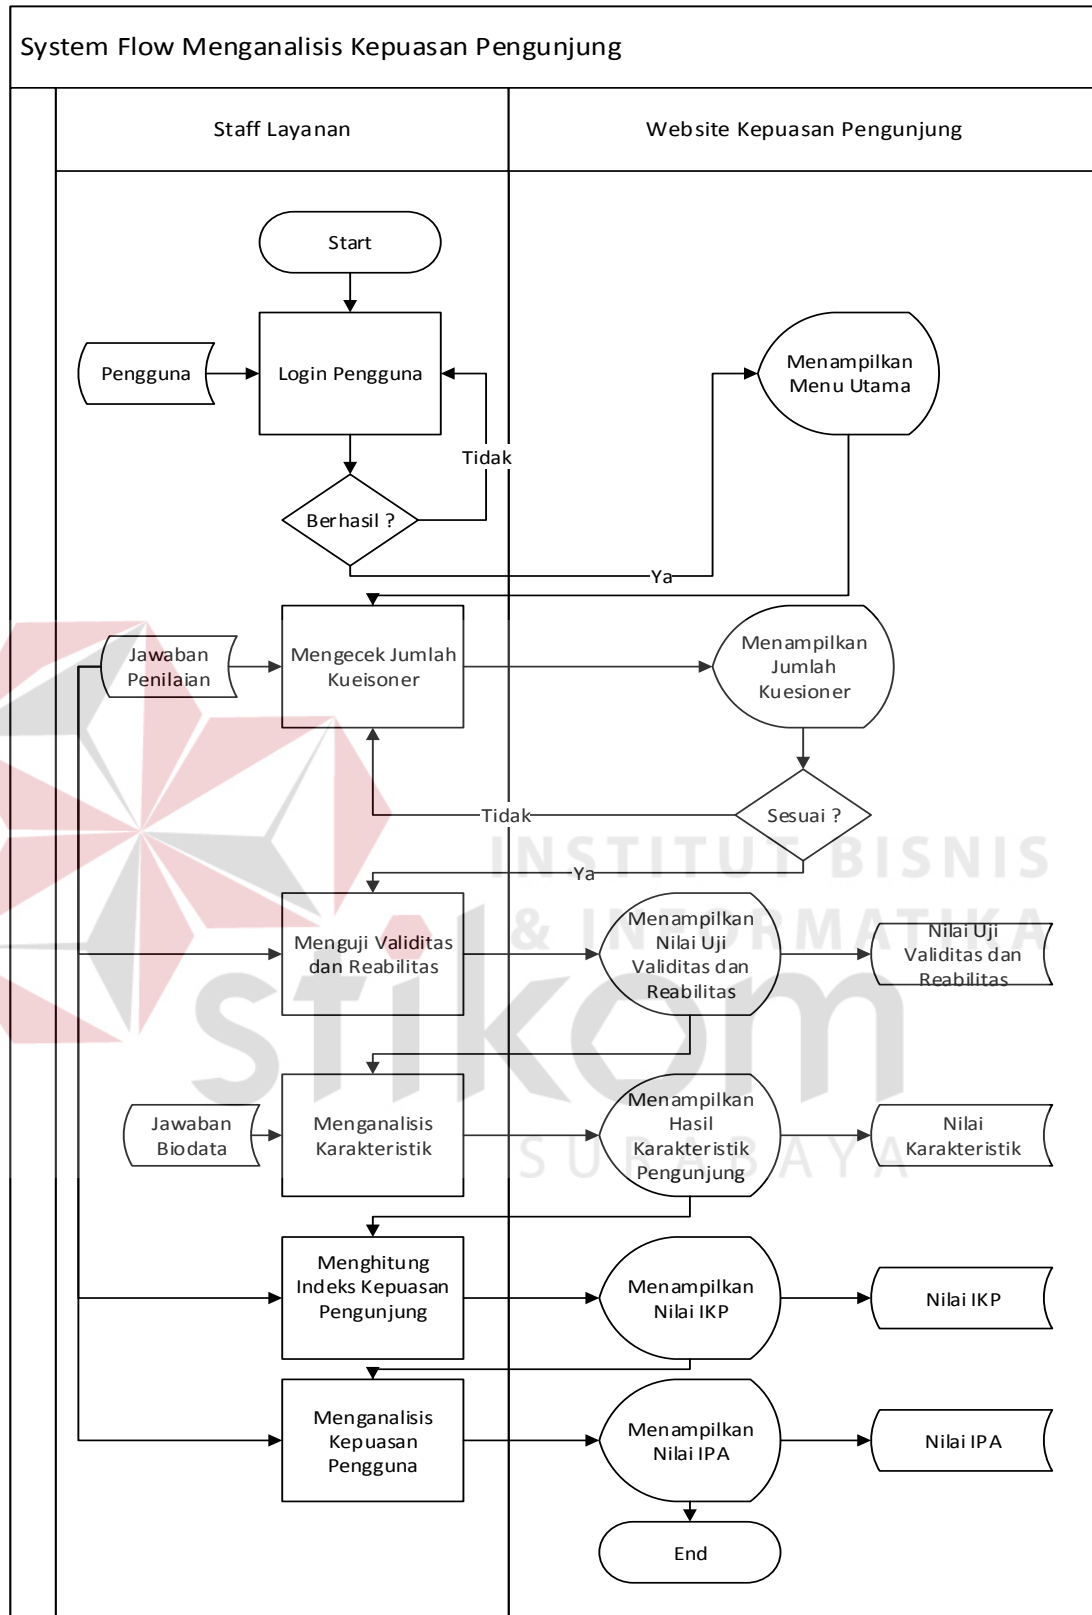 System Flow Menganalisis Kepuasan Pengunjung
Staff Layanan
Website Kepuasan Pengunjung
Start
Pengguna
Login Pengguna
Menampilkan
Menu Utama
Tidak
Berhasil ?
Ya
Jawaban
Penilaian
Mengecek Jumlah
Kueisoner
Menampilkan
Jumlah
Kuesioner
Tidak
Sesuai ?
INSTITUT BISNIS
Ya
& INFORMATIKA
Menguji Validitas
dan Reabilitas
Menampilkan
Nilai Uji
Validitas dan
Reabilitas
Nilai Uji
Validitas dan
Reabilitas
stikom
Jawaban
Biodata
Menganalisis
Karakteristik
Menampilkan
Hasil
Karakteristik
Pengunjung
Nilai
Karakteristik
SURABAYA
Menghitung
Indeks Kepuasan
Pengunjung
Menampilkan
Nilai IKP
Nilai IKP
Menganalisis
Kepuasan
Pengguna
Menampilkan
Nilai IPA
Nilai IPA
End